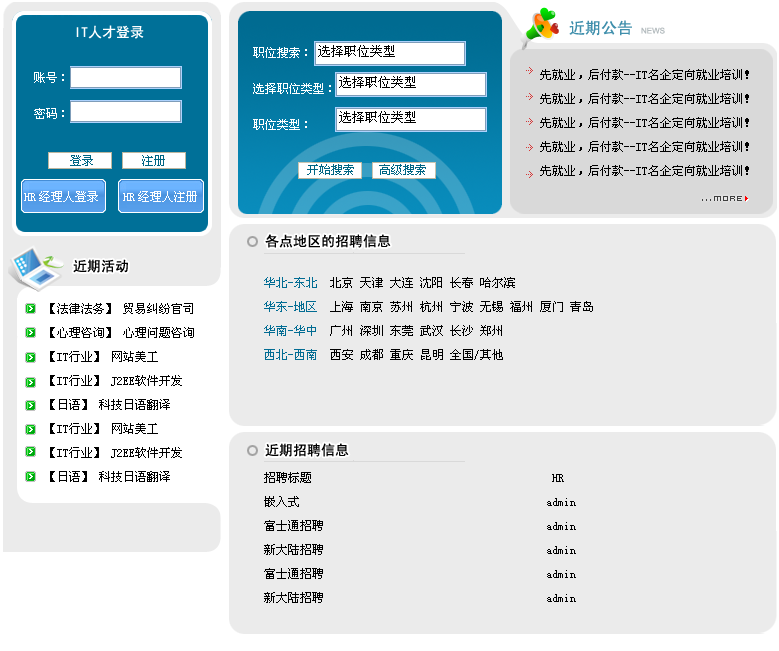 IT人才登录
账号：
密码：
登录 注册
HR 经理人登录 HR 经理人注册
近期活动
【法律法务】 贸易纠纷官司
【心理咨询】 心理问题咨询
【IT行业】 网站美工
【IT行业】 J2EE软件开发
【日语】 科技日语翻译
【IT行业】 网站美工
【IT行业】 J2EE软件开发
【日语】 科技日语翻译
职位搜索： 选择职位类型
选择职位类型： 选择职位类型
职位类型： 选择职位类型
开始搜索 高级搜索
近期公告 NEWS
先就业，后付款--IT名企定向就业培训!
先就业，后付款--IT名企定向就业培训!
先就业，后付款--IT名企定向就业培训!
先就业，后付款--IT名企定向就业培训!
先就业，后付款--IT名企定向就业培训!
...MORE
各点地区的招聘信息
华北-东北 北京 天津 大连 沈阳 长春 哈尔滨
华东-地区 上海 南京 苏州 杭州 宁波 无锡 福州 厦门 青岛
华南-华中 广州 深圳 东莞 武汉 长沙 郑州
西北-西南 西安 成都 重庆 昆明 全国/其他
近期招聘信息
招聘标题 HR
嵌入式 admin
富士通招聘 admin
新大陆招聘 admin
富士通招聘 admin
新大陆招聘 admin